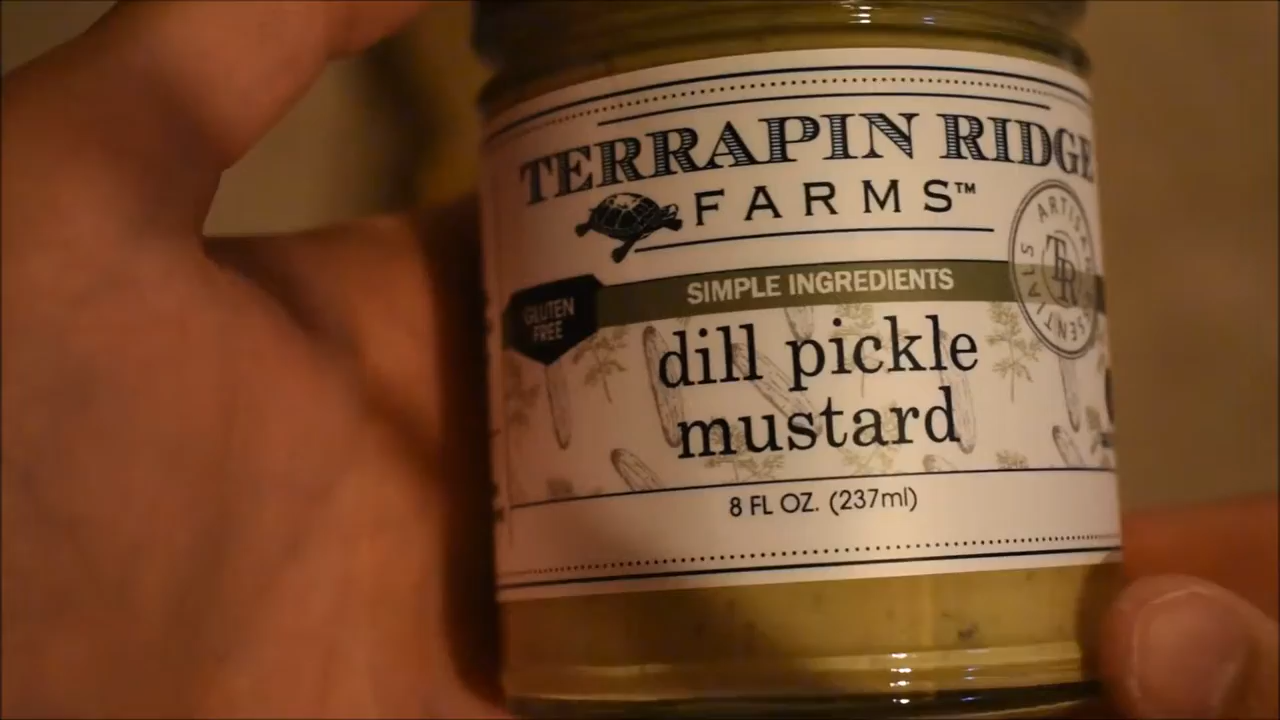 TERRAPIN RIDGE
FARMS™
SIMPLE INGREDIENTS
GLUTEN
FREE
TR
dill pickle
mustard
8 FL OZ. (237ml)